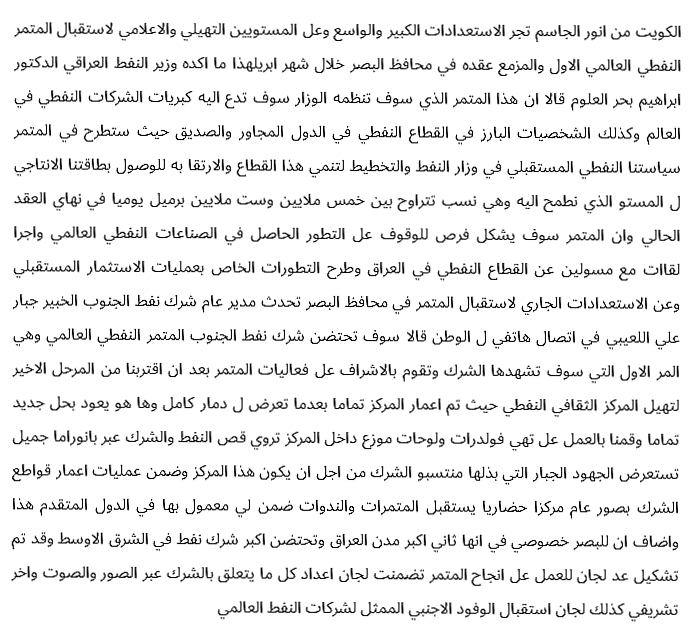 الكويت من انور الجاسم تجر الاستعدادات الكبير والواسع وعل المستويين التهيلي والاعلامي لاستقبال المتمر
النفطي العالمي الاول والمزمع عقده في محافظ البصر خلال شهر ابريلهذا ما اكده وزير النفط العراقي الدكتور
ابراهيم بحر العلوم قالا ان هذا المتمر الذي سوف تنظمه الوزار سوف تدع اليه كبريات الشركات النفطي في
العالم وكذلك الشخصيات البارز في القطاع النفطي في الدول المجاور والصديق حيث ستطرح في المتمر
سياستنا النفطي المستقبلي في وزار النفط والتخطيط لتنمي هذا القطاع والارتقا به للوصول بطاقتنا الانتاجي
ل المستو الذي نطمح اليه وهي نسب تتراوح بين خمس ملايين وست ملايين برميل يوميا في نهاي العقد
الحالي وان المتمر سوف يشكل فرص للوقوف عل التطور الحاصل في الصناعات النفطي العالمي واجرا
لقاات مع مسولين عن القطاع النفطي في العراق وطرح التطورات الخاص بعمليات الاستثمار المستقبلي
وعن الاستعدادات الجاري لاستقبال المتمر في محافظ البصر تحدث مدير عام شرك نفط الجنوب الخبير جبار
علي اللعيبي في اتصال هاتفي ل الوطن قالا سوف تحتضن شرك نفط الجنوب المتمر النفطي العالمي وهي
المر الاول التي سوف تشهدها الشرك وتقوم بالاشراف عل فعاليات المتمر بعد ان اقتربنا من المرحل الاخير
لتهيل المركز الثقافي النفطي حيث تم اعمار المركز تماما بعدما تعرض ل دمار كامل وها هو يعود بحل جديد
تماما وقمنا بالعمل عل تهي فولدرات ولوحات موزع داخل المركز تروي قص النفط والشرك عبر بانوراما جميل
تستعرض الجهود الجبار التي بذلها منتسبو الشرك من اجل ان يكون هذا المركز وضمن عمليات اعمار قواطع
الشرك بصور عام مركزا حضاريا يستقبل المتمرات والندوات ضمن لي معمول بها في الدول المتقدم هذا
واضاف ان للبصر خصوصي في انها ثاني اكبر مدن العراق وتحتضن اكبر شرك نفط في الشرق الاوسط وقد تم
تشكيل عد لجان للعمل عل انجاح المتمر تضمنت لجان اعداد كل ما يتعلق بالشرك عبر الصور والصوت واخر
تشريفي كذلك لجان استقبال الوفود الاجنبي الممثل لشركات النفط العالمي